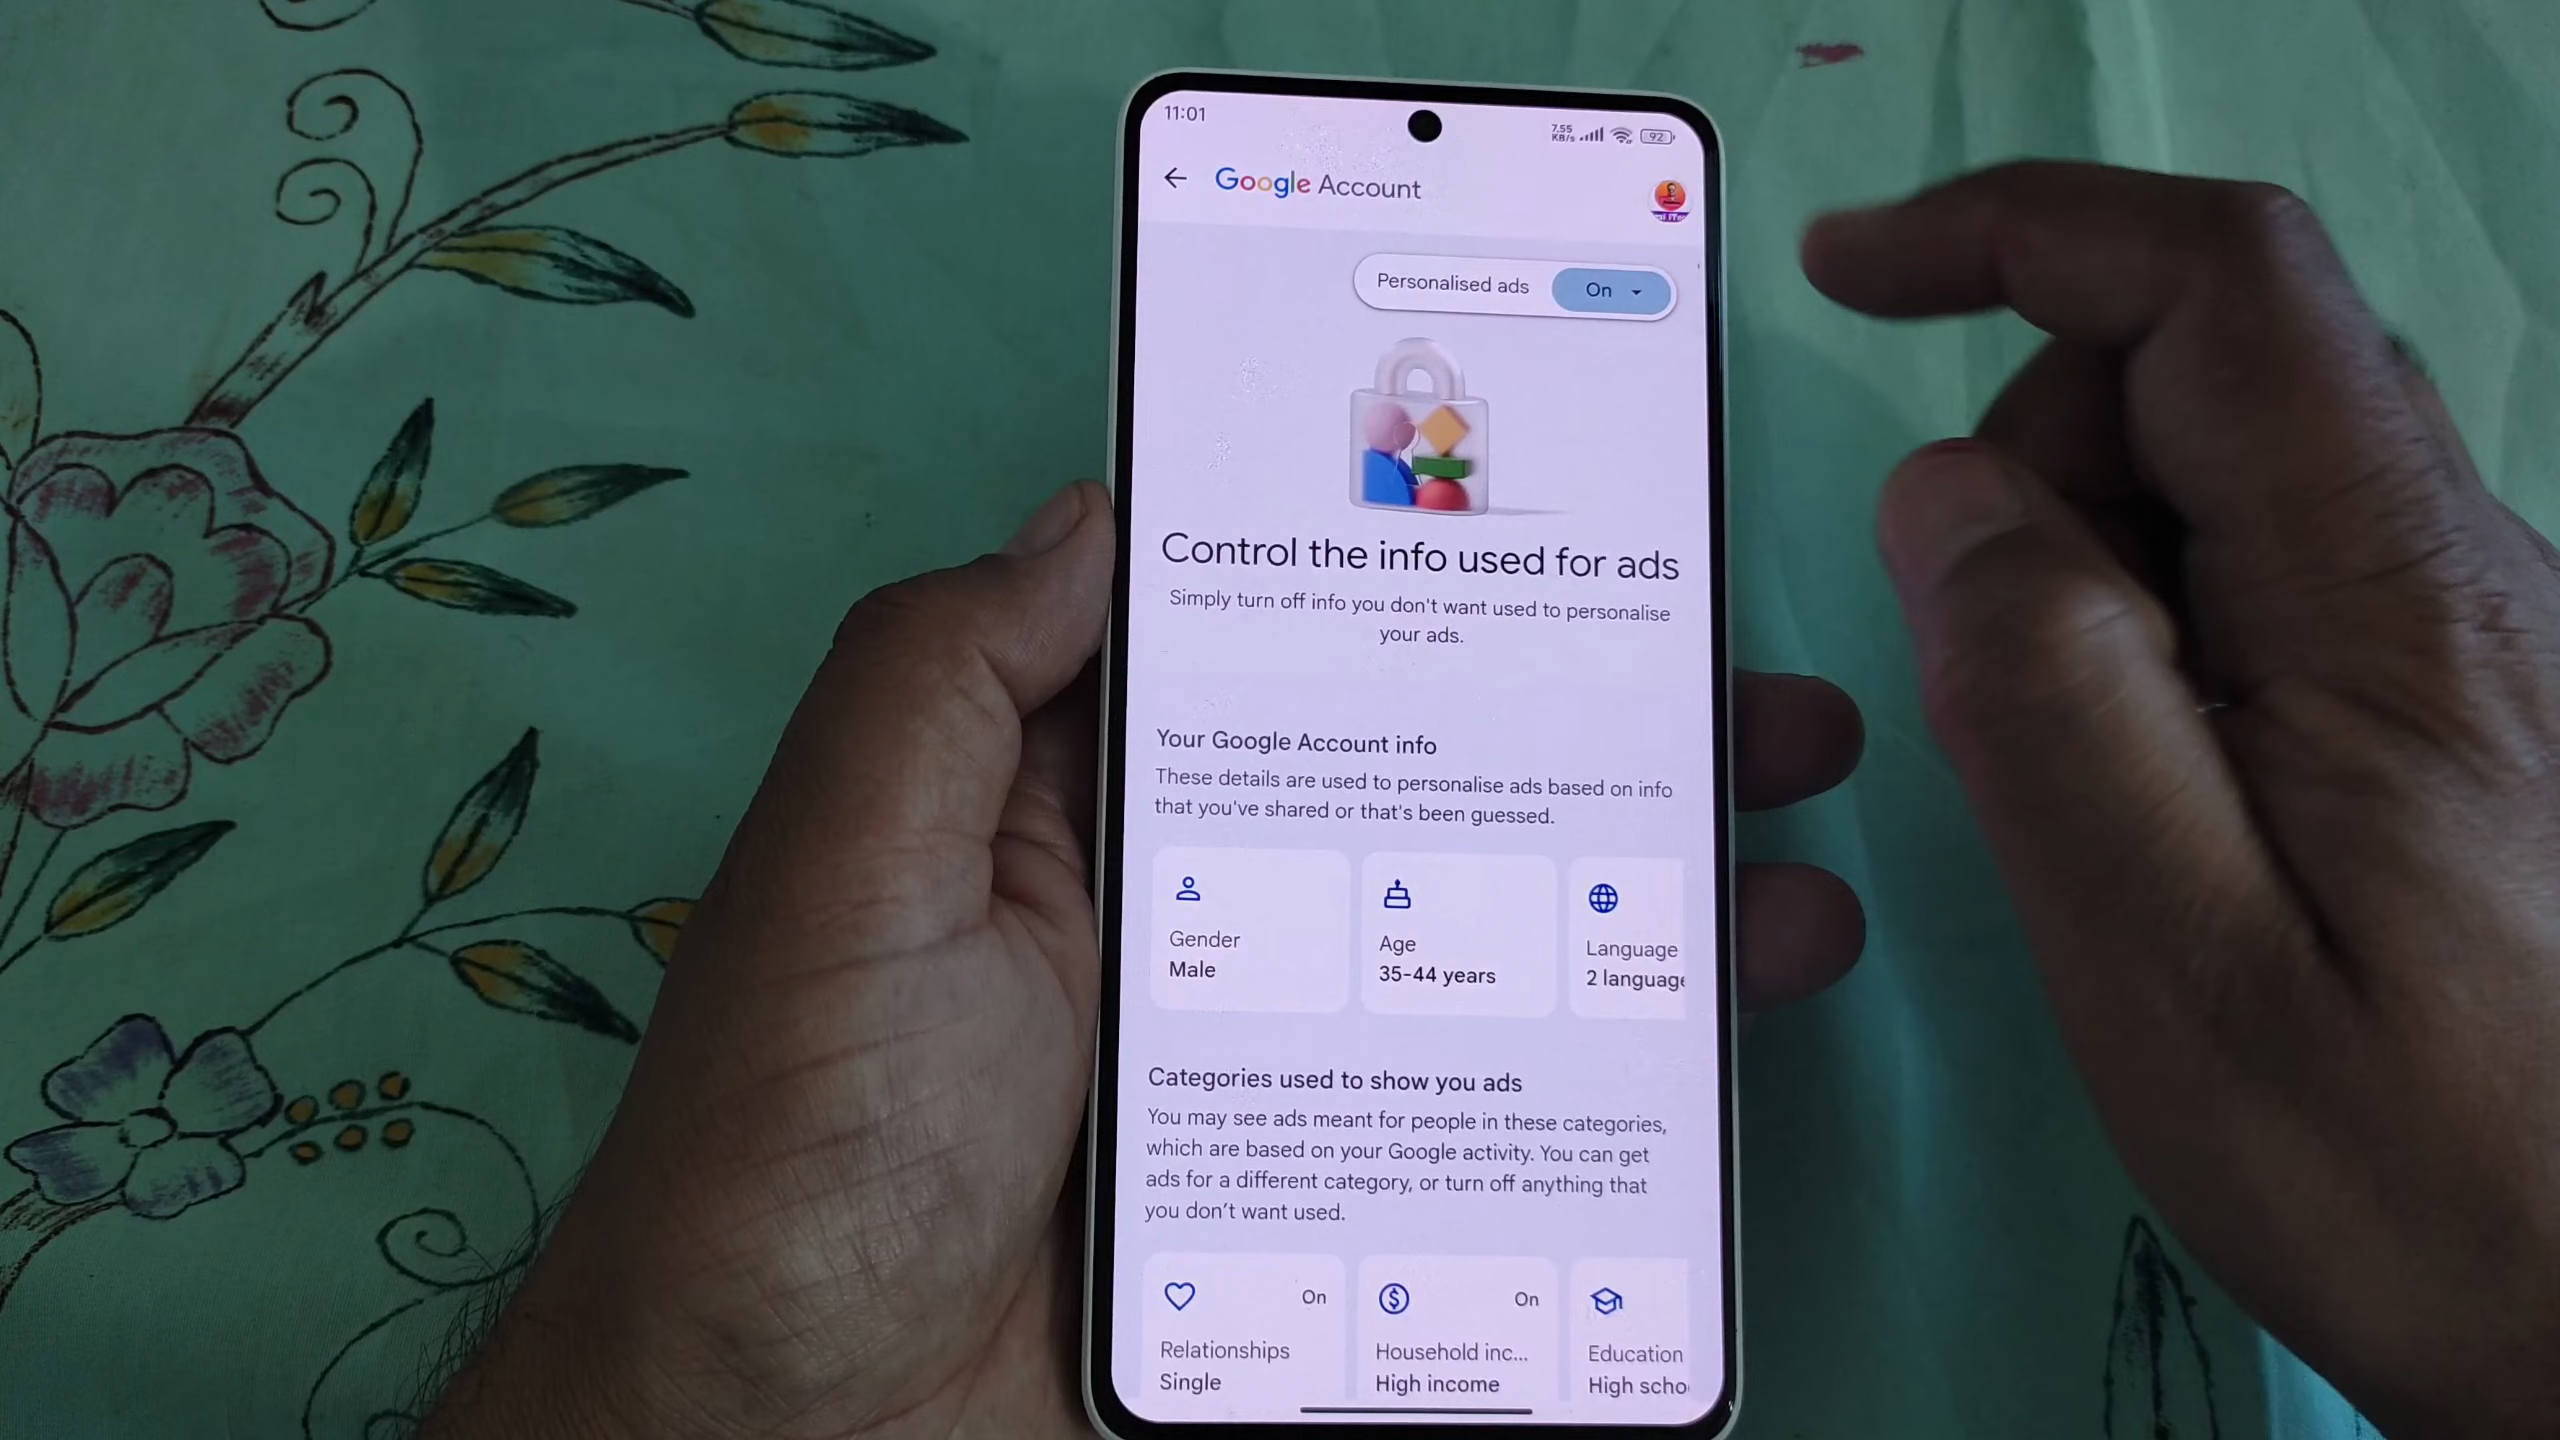 11:01
7.55
KB/s
92
Google Account
Personalised ads
On
Control the info used for ads
Simply turn off info you don't want used to personalise
your ads.
Your Google Account info
These details are used to personalise ads based on info
that you've shared or that's been guessed.
Gender
Male
Age
35-44 years
Language
2 language
Categories used to show you ads
You may see ads meant for people in these categories,
which are based on your Google activity. You can get
ads for a different category, or turn off anything that
you don't want used.
On
Relationships
Single
On
Household inc...
High income
Education
High scho